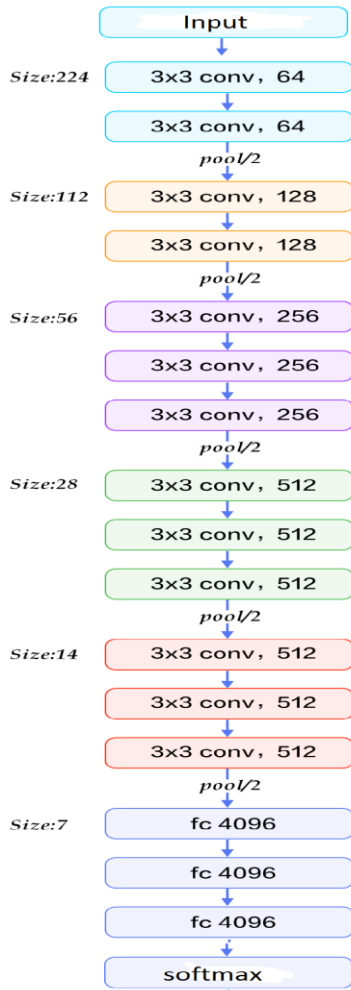 Input
Size:224 3x3 conv, 64
3x3 conv, 64
pool/2
Size:112 3x3 conv, 128
3x3 conv, 128
pool/2
Size:56 3x3 conv, 256
3x3 conv, 256
3x3 conv, 256
pool/2
Size:28 3x3 conv, 512
3x3 conv, 512
3x3 conv, 512
pool/2
Size:14 3x3 conv, 512
3x3 conv, 512
3x3 conv, 512
pool/2
Size:7 fc 4096
fc 4096
fc 4096
softmax